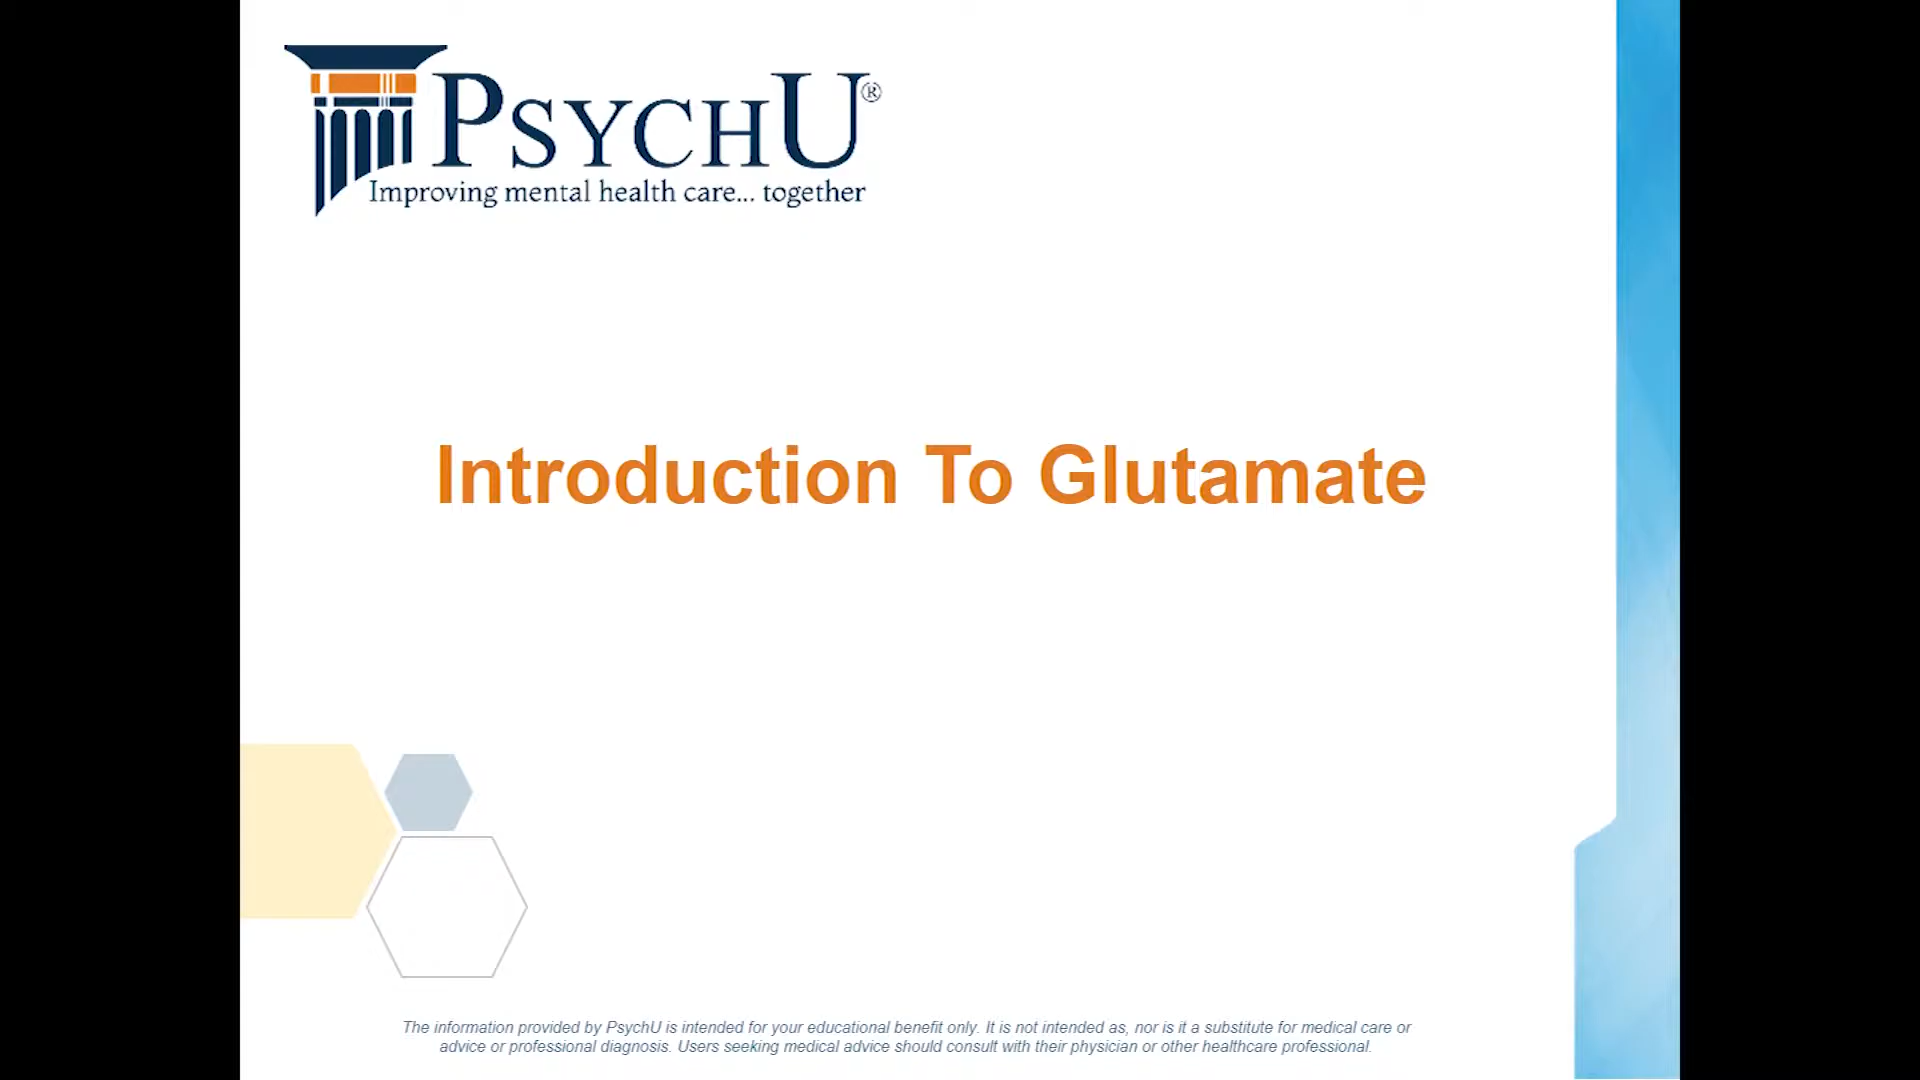 PSYCHU®
Improving mental health care... together
Introduction To Glutamate
The information provided by PsychU is intended for your educational benefit only. It is not intended as, nor is it a substitute for medical care or
advice or professional diagnosis. Users seeking medical advice should consult with their physician or other healthcare professional.